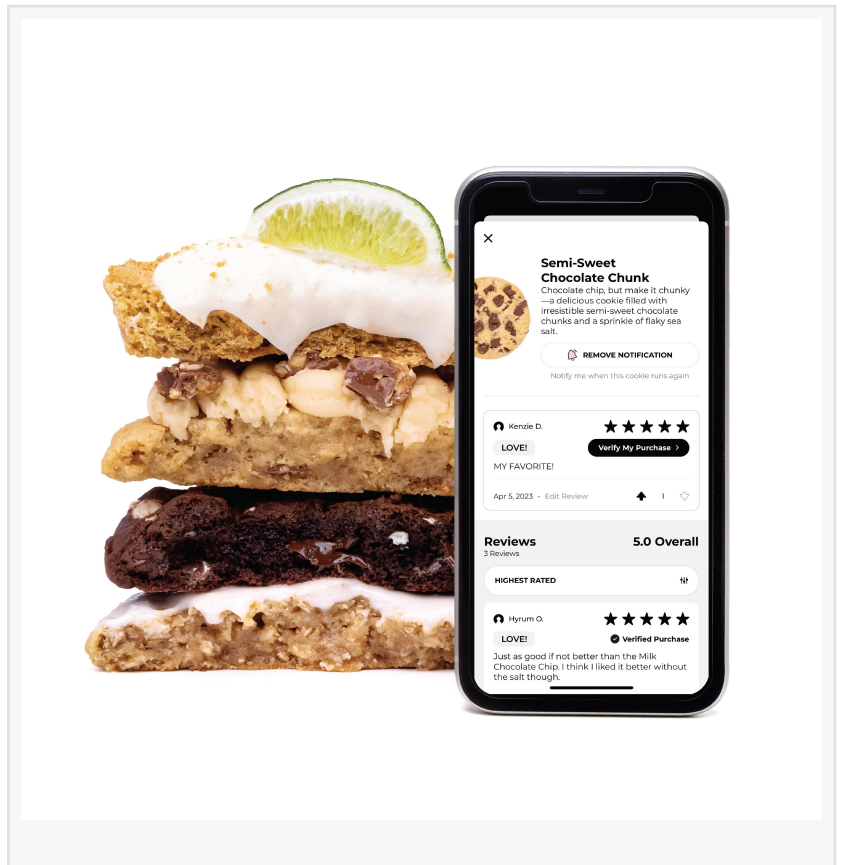 Semi-Sweet
Chocolate Chunk
Chocolate chip, but make it chunky
—a delicious cookie filled with
irresistible semi-sweet chocolate
chunks and a sprinkle of flaky sea
salt.
REMOVE NOTIFICATION
Notify me when this cookie runs again
Kenzie D.
LOVE!
Verify My Purchase >
MY FAVORITE!
Apr 5, 2023 • Edit Review
1
Reviews
5.0 Overall
3 Reviews
HIGHEST RATED
Hyrum O.
LOVE!
Verified Purchase
Just as good if not better than the Milk
Chocolate Chip. I think I liked it better without
the salt though.